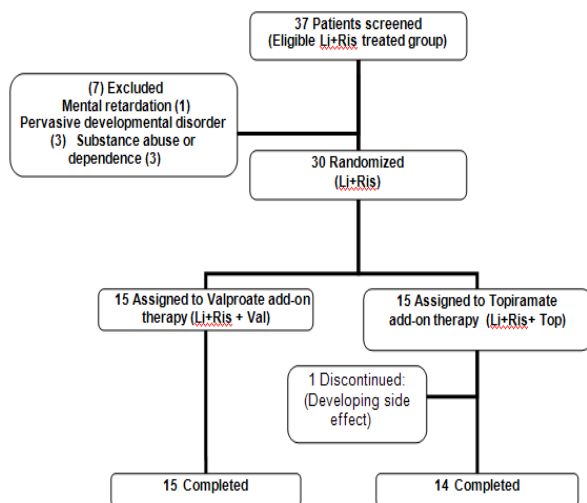 37 Patients screened
(Eligible Li+Ris treated group)
(7) Excluded
Mental retardation (1)
Pervasive developmental disorder
(3) Substance abuse or
dependence (3)
30 Randomized
(Li+Ris)
15 Assigned to Valproate add-on
therapy (Li+Ris + Val)
15 Assigned to Topiramate
add-on therapy (Li+Ris+ Top)
1 Discontinued:
(Developing side
effect)
15 Completed
14 Completed